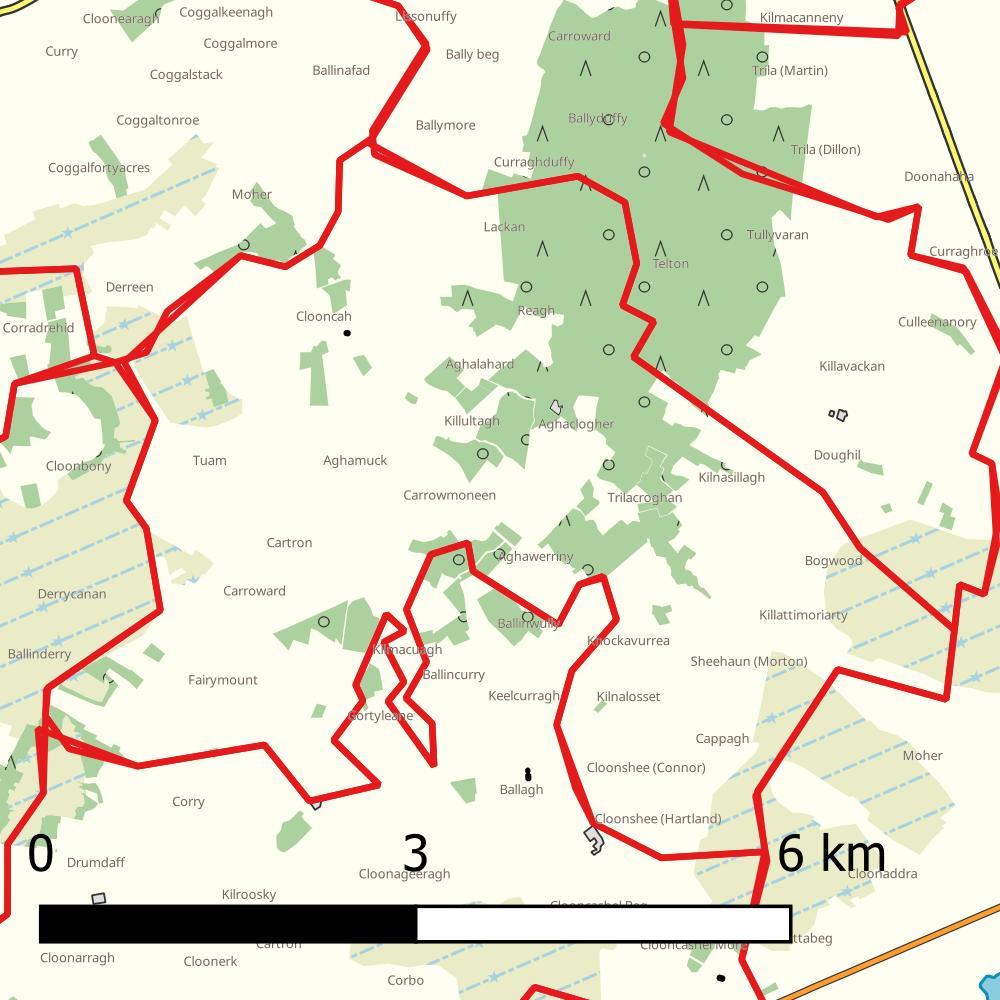 Coggalkeenagh
Cloonearagh
Lissonuffy
Kilmacanneny
Carroward
Coggalmore
Curry
Bally beg
Ballinafad
Trila (Martin)
Coggalstack
Coggaltonroe
Ballyduffy
Ballymore
Trila (Dillon)
Curraghduffy
Coggalfortyacres
Doonahaha
Moher
Lackan
Tullyvaran
Curraghroe
Telton
Derreen
Reagh
Clooncah
Culleenanory
Corradrehid
Aghalahard
Killavackan
Killultagh
Aghaclogher
Doughil
Tuam
Aghamuck
Cloonbony
Kilnasillagh
Carrowmoneen
Trilacroghan
Cartron
Aghawerriny
Bogwood
Carroward
Derrycanan
Killattimoriarty
Ballinwully
Knockavurrea
Kilmacuagh
Ballinderry
Sheehaun (Morton)
Ballincurry
Fairymount
Keelcurragh
Kilnalosset
Gortyleane
Cappagh
Moher
Cloonshee (Connor)
Ballagh
Corry
Cloonshee (Hartland)
0 3 6 km
Drumdaff
Cloonageeragh
Cloonaddra
Kilroosky
Clooncashel Beg
ttabeg
Cartron
Clooncashel More
Cloonarragh
Cloonerk
Corbo